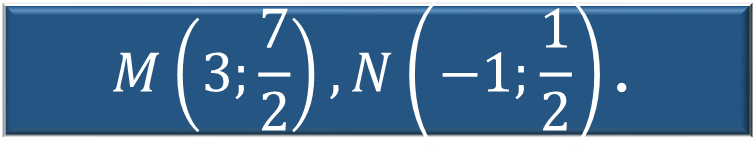 M(3; 7/2), N(−1; 1/2).